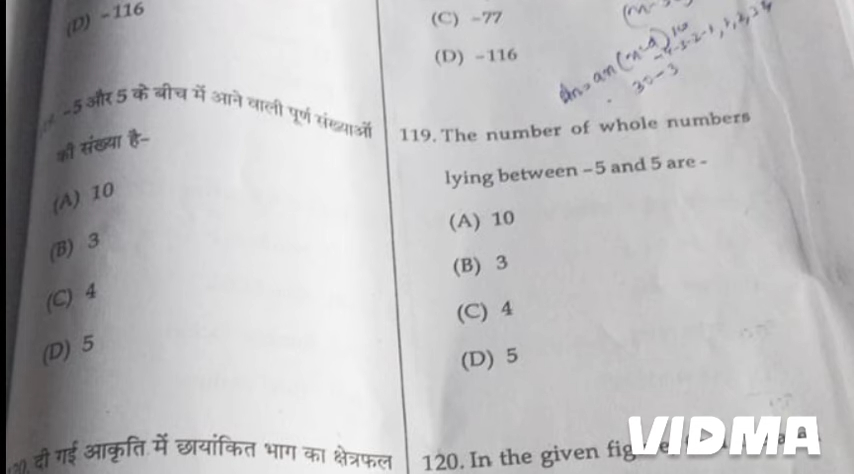 (D) -116
-5 और 5 के बीच में आने वाली पूर्ण संख्याओं
की संख्या है-
(A) 10
(B) 3
(C) 4
(D) 5
दी गई आकृति में छायांकित भाग का क्षेत्रफल
(C) -77
(D) -116
119. The number of whole numbers
lying between -5 and 5 are -
(A) 10
(B) 3
(C) 4
(D) 5
120. In the given
VIDMA